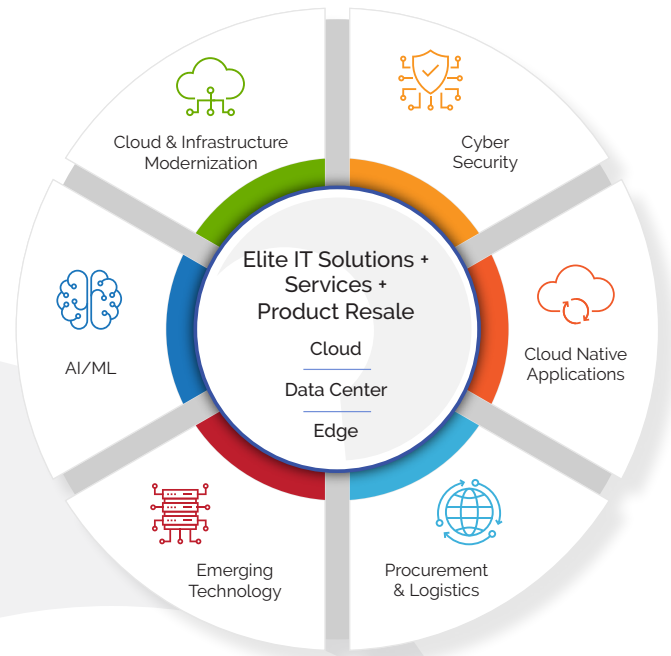 Cloud & Infrastructure
Modernization
Cyber
Security
Elite IT Solutions +
Services +
Product Resale
Cloud
Data Center
Edge
AI/ML
Cloud Native
Applications
Emerging
Technology
Procurement
& Logistics